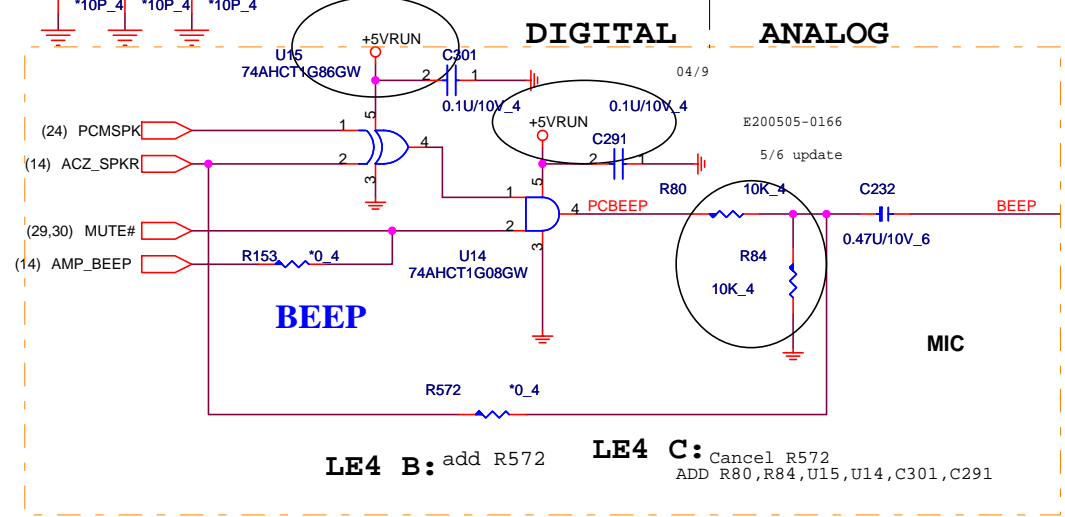 *10P_4 *10P_4 *10P_4
DIGITAL ANALOG
+5VRUN
U15
74AHCT1G86GW
C301
2 1
0.1U/10V_4
04/9
0.1U/10V_4
5
+5VRUN
C291
2 1
E200505-0166
5/6 update
(24) PCMSPK
1
4
(14) ACZ_SPKR
2
3
5
R80 10K_4
C232
1
4
PCBEEP
BEEP
(29,30) MUTE#
2
3
0.47U/10V_6
(14) AMP_BEEP
R153 *0_4
U14
74AHCT1G08GW
R84
10K_4
BEEP
MIC
R572 *0_4
LE4 B: add R572
LE4 C: Cancel R572
ADD R80,R84,U15,U14,C301,C291